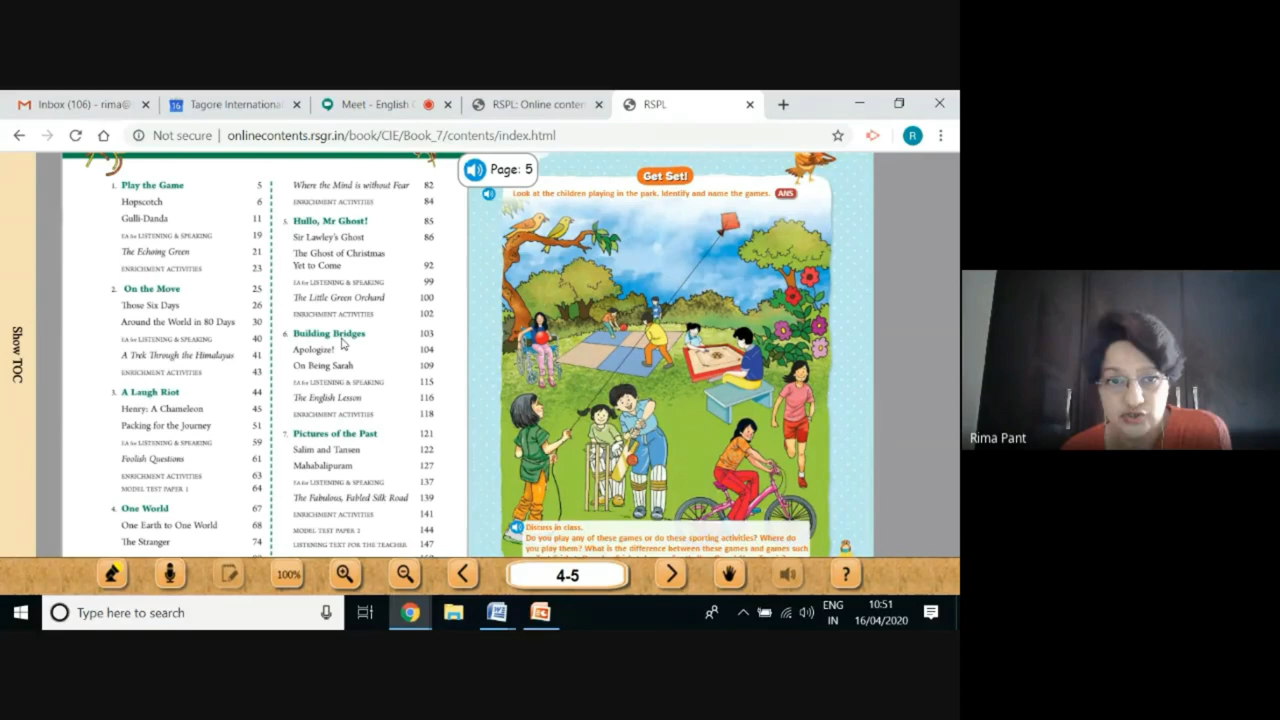 Inbox (106) - rima@
Tagore Internationa
Meet - English
RSPL: Online conten
RSPL
Not secure
onlinecontents.rsgr.in/book/CIE/Book_7/contents/index.html
R
Show TOC
1. Play the Game 5
Hopscotch 6
Gulli-Danda 11
EA for LISTENING & SPEAKING 19
The Echoing Green 21
ENRICHMENT ACTIVITIES 23
2. On the Move 25
Those Six Days 26
Around the World in 80 Days 30
EA for LISTENING & SPEAKING 40
A Trek Through the Himalayas 41
ENRICHMENT ACTIVITIES 43
3. A Laugh Riot 44
Henry: A Chameleon 45
Packing for the Journey 51
EA for LISTENING & SPEAKING 59
Foolish Questions 61
ENRICHMENT ACTIVITIES 63
MODEL TEST PAPER 1 64
4. One World 67
One Earth to One World 68
The Stranger 74
Where the Mind is without Fear 82
ENRICHMENT ACTIVITIES 84
5. Hullo, Mr Ghost! 85
Sir Lawley's Ghost 86
The Ghost of Christmas
Yet to Come 92
EA for LISTENING & SPEAKING 99
The Little Green Orchard 100
ENRICHMENT ACTIVITIES 102
6. Building Bridges 103
Apologize! 104
On Being Sarah 109
EA for LISTENING & SPEAKING 115
The English Lesson 116
ENRICHMENT ACTIVITIES 118
7. Pictures of the Past 121
Salim and Tansen 122
Mahabalipuram 127
EA for LISTENING & SPEAKING 137
The Fabulous, Fabled Silk Road 139
ENRICHMENT ACTIVITIES 141
MODEL TEST PAPER 2 144
LISTENING TEXT FOR THE TEACHER 147
Page: 5
Get Set!
Look at the children playing in the park. Identify and name the games. ANS
Discuss in class.
Do you play any of these games or do these sporting activities? Where do
you play them? What is the difference between these games and games such
100%
4-5
?
Type here to search
ENG
IN
10:51
16/04/2020
Rima Pant